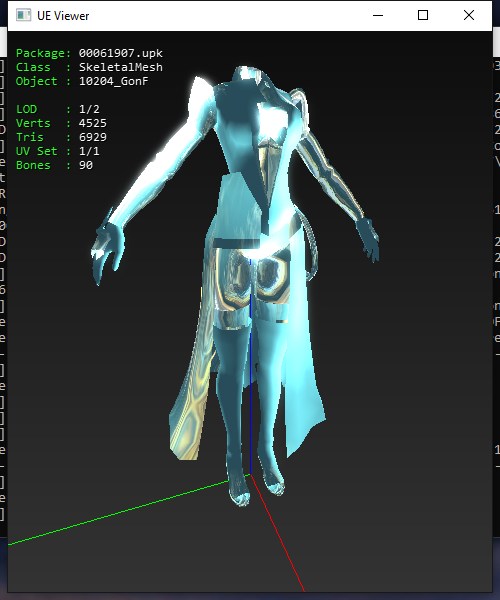 UE Viewer
Package: 00061907.upk
Class : SkeletalMesh
Object : 10204_GonF
LOD : 1/2
Verts : 4525
Tris : 6929
UV Set : 1/1
Bones : 90